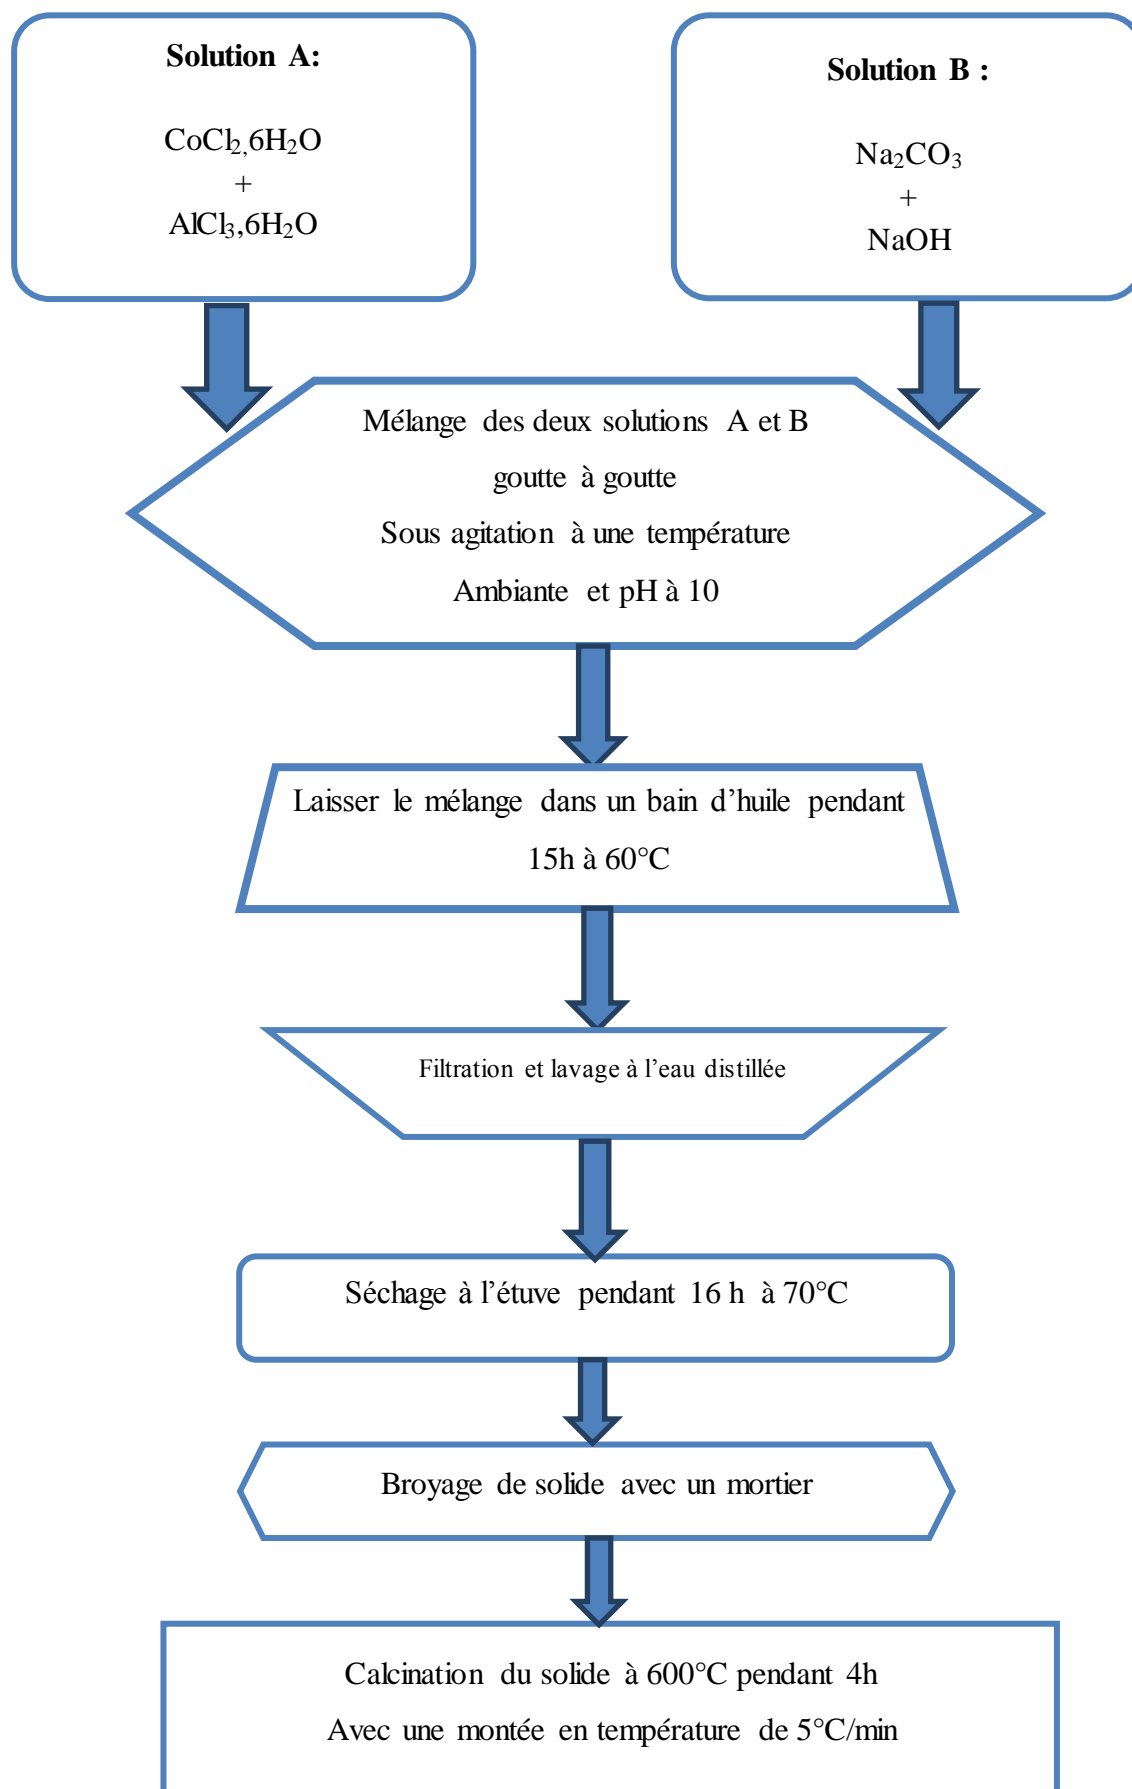 Solution A:
CoCl₂,6H₂O
+
AlCl₃,6H₂O
Solution B :
Na₂CO₃
+
NaOH
Mélange des deux solutions A et B
goutte à goutte
Sous agitation à une température
Ambiante et pH à 10
Laisser le mélange dans un bain d’huile pendant
15h à 60°C
Filtration et lavage à l’eau distillée
Séchage à l’étuve pendant 16 h à 70°C
Broyage de solide avec un mortier
Calcination du solide à 600°C pendant 4h
Avec une montée en température de 5°C/min